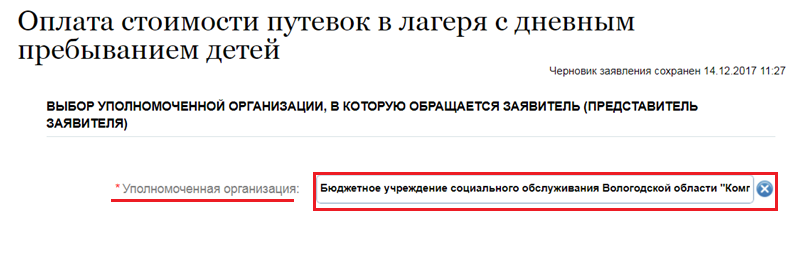 Оплата стоимости путевок в лагеря с дневным
пребыванием детей
Черновик заявления сохранен 14.12.2017 11:27
ВЫБОР УПОЛНОМОЧЕННОЙ ОРГАНИЗАЦИИ, В КОТОРУЮ ОБРАЩАЕТСЯ ЗАЯВИТЕЛЬ (ПРЕДСТАВИТЕЛЬ
ЗАЯВИТЕЛЯ)
* Уполномоченная организация: Бюджетное учреждение социального обслуживания Вологодской области "Комп